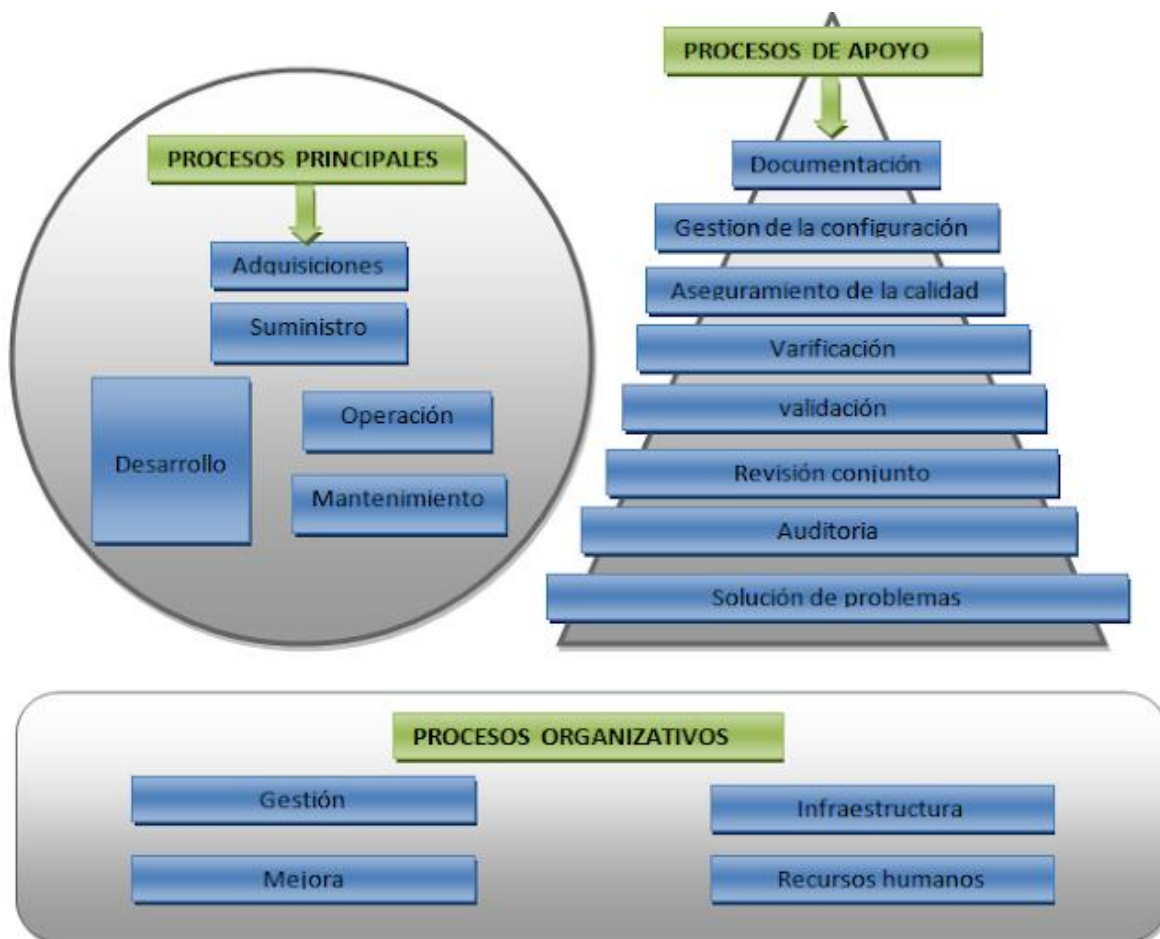 PROCESOS PRINCIPALES
Adquisiciones
Suministro
Desarrollo
Operación
Mantenimiento
PROCESOS DE APOYO
Documentación
Gestion de la configuración
Aseguramiento de la calidad
Varificación
validación
Revisión conjunto
Auditoria
Solución de problemas
PROCESOS ORGANIZATIVOS
Gestión
Infraestructura
Mejora
Recursos humanos